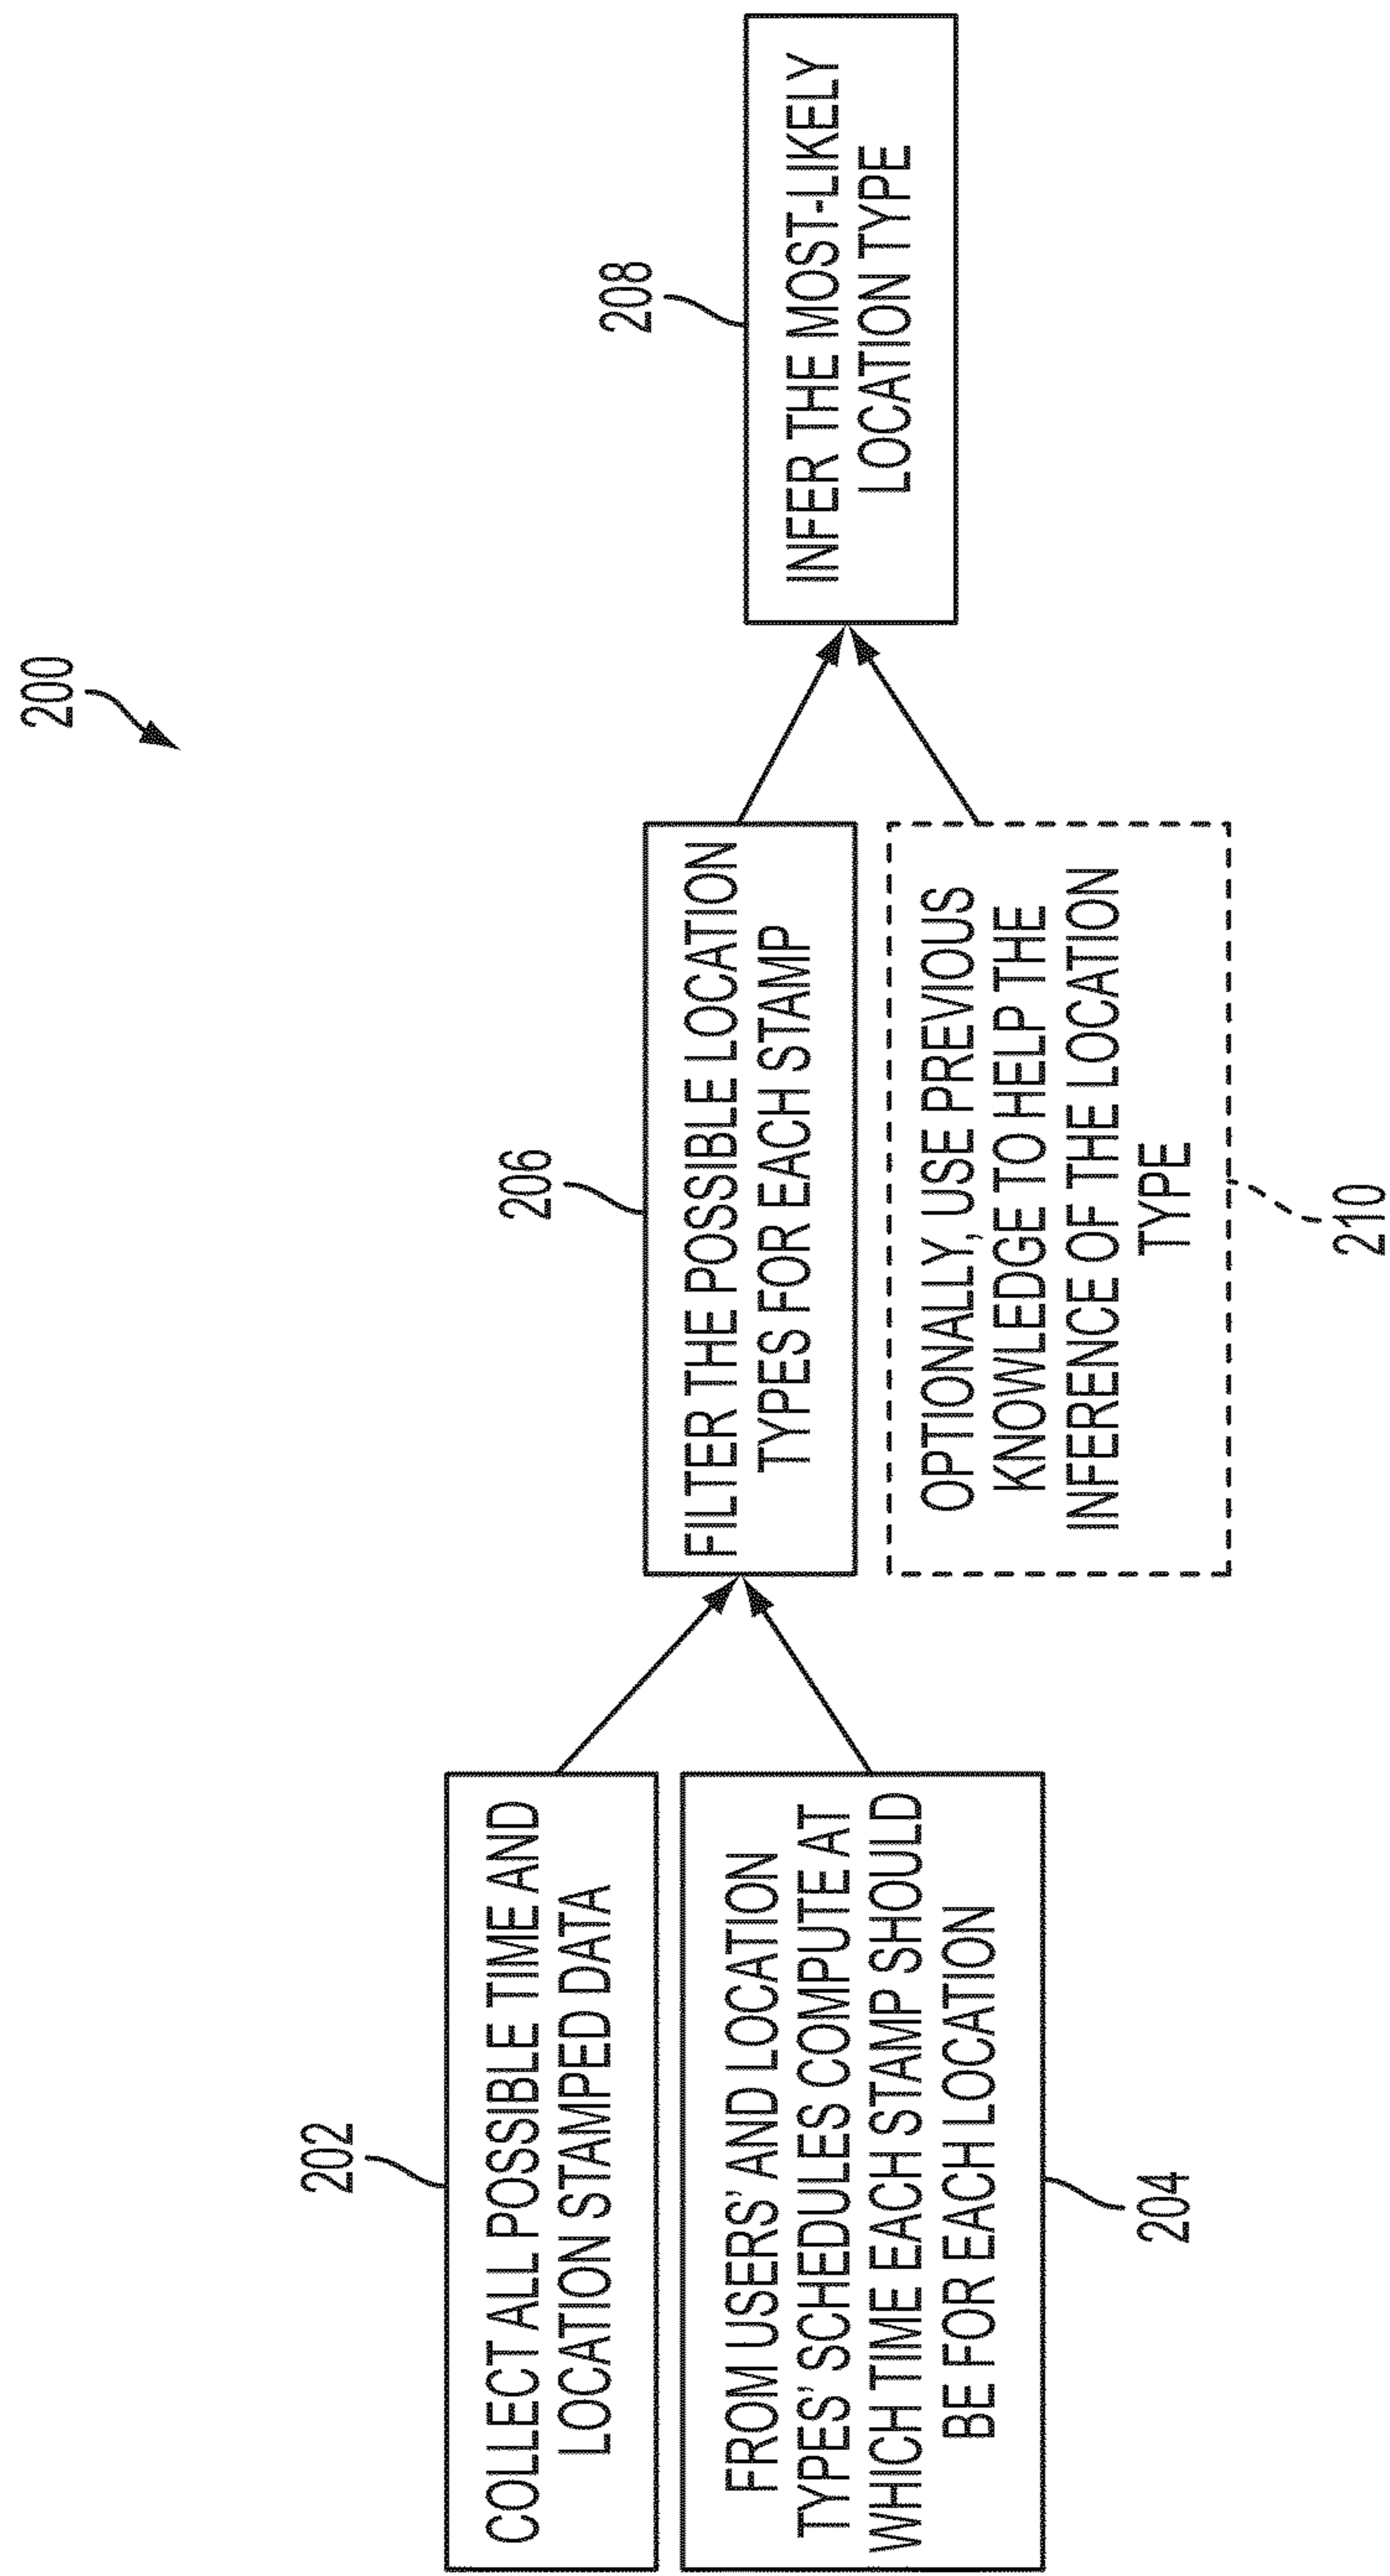 200
202
COLLECT ALL POSSIBLE TIME AND
LOCATION STAMPED DATA
FROM USERS' AND LOCATION
TYPES' SCHEDULES COMPUTE AT
WHICH TIME EACH STAMP SHOULD
BE FOR EACH LOCATION
204
206
FILTER THE POSSIBLE LOCATION
TYPES FOR EACH STAMP
OPTIONALLY, USE PREVIOUS
KNOWLEDGE TO HELP THE
INFERENCE OF THE LOCATION
TYPE
210
208
INFER THE MOST-LIKELY
LOCATION TYPE